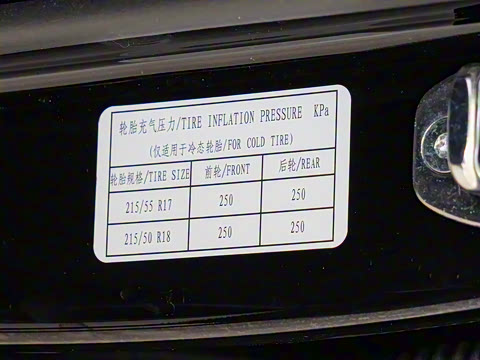 轮胎充气压力/TIRE INFLATION PRESSURE KPa
(仅适用于冷态轮胎/FOR COLD TIRE)
轮胎规格/TIRE SIZE 前轮/FRONT 后轮/REAR
215/55 R17 250 250
215/50 R18 250 250